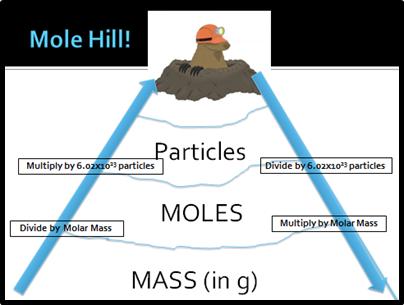 Mole Hill!
Particles
Multiply by 6.02x10²³ particles
Divide by 6.02x10²³ particles
MOLES
Divide by Molar Mass
Multiply by Molar Mass
MASS (in g)